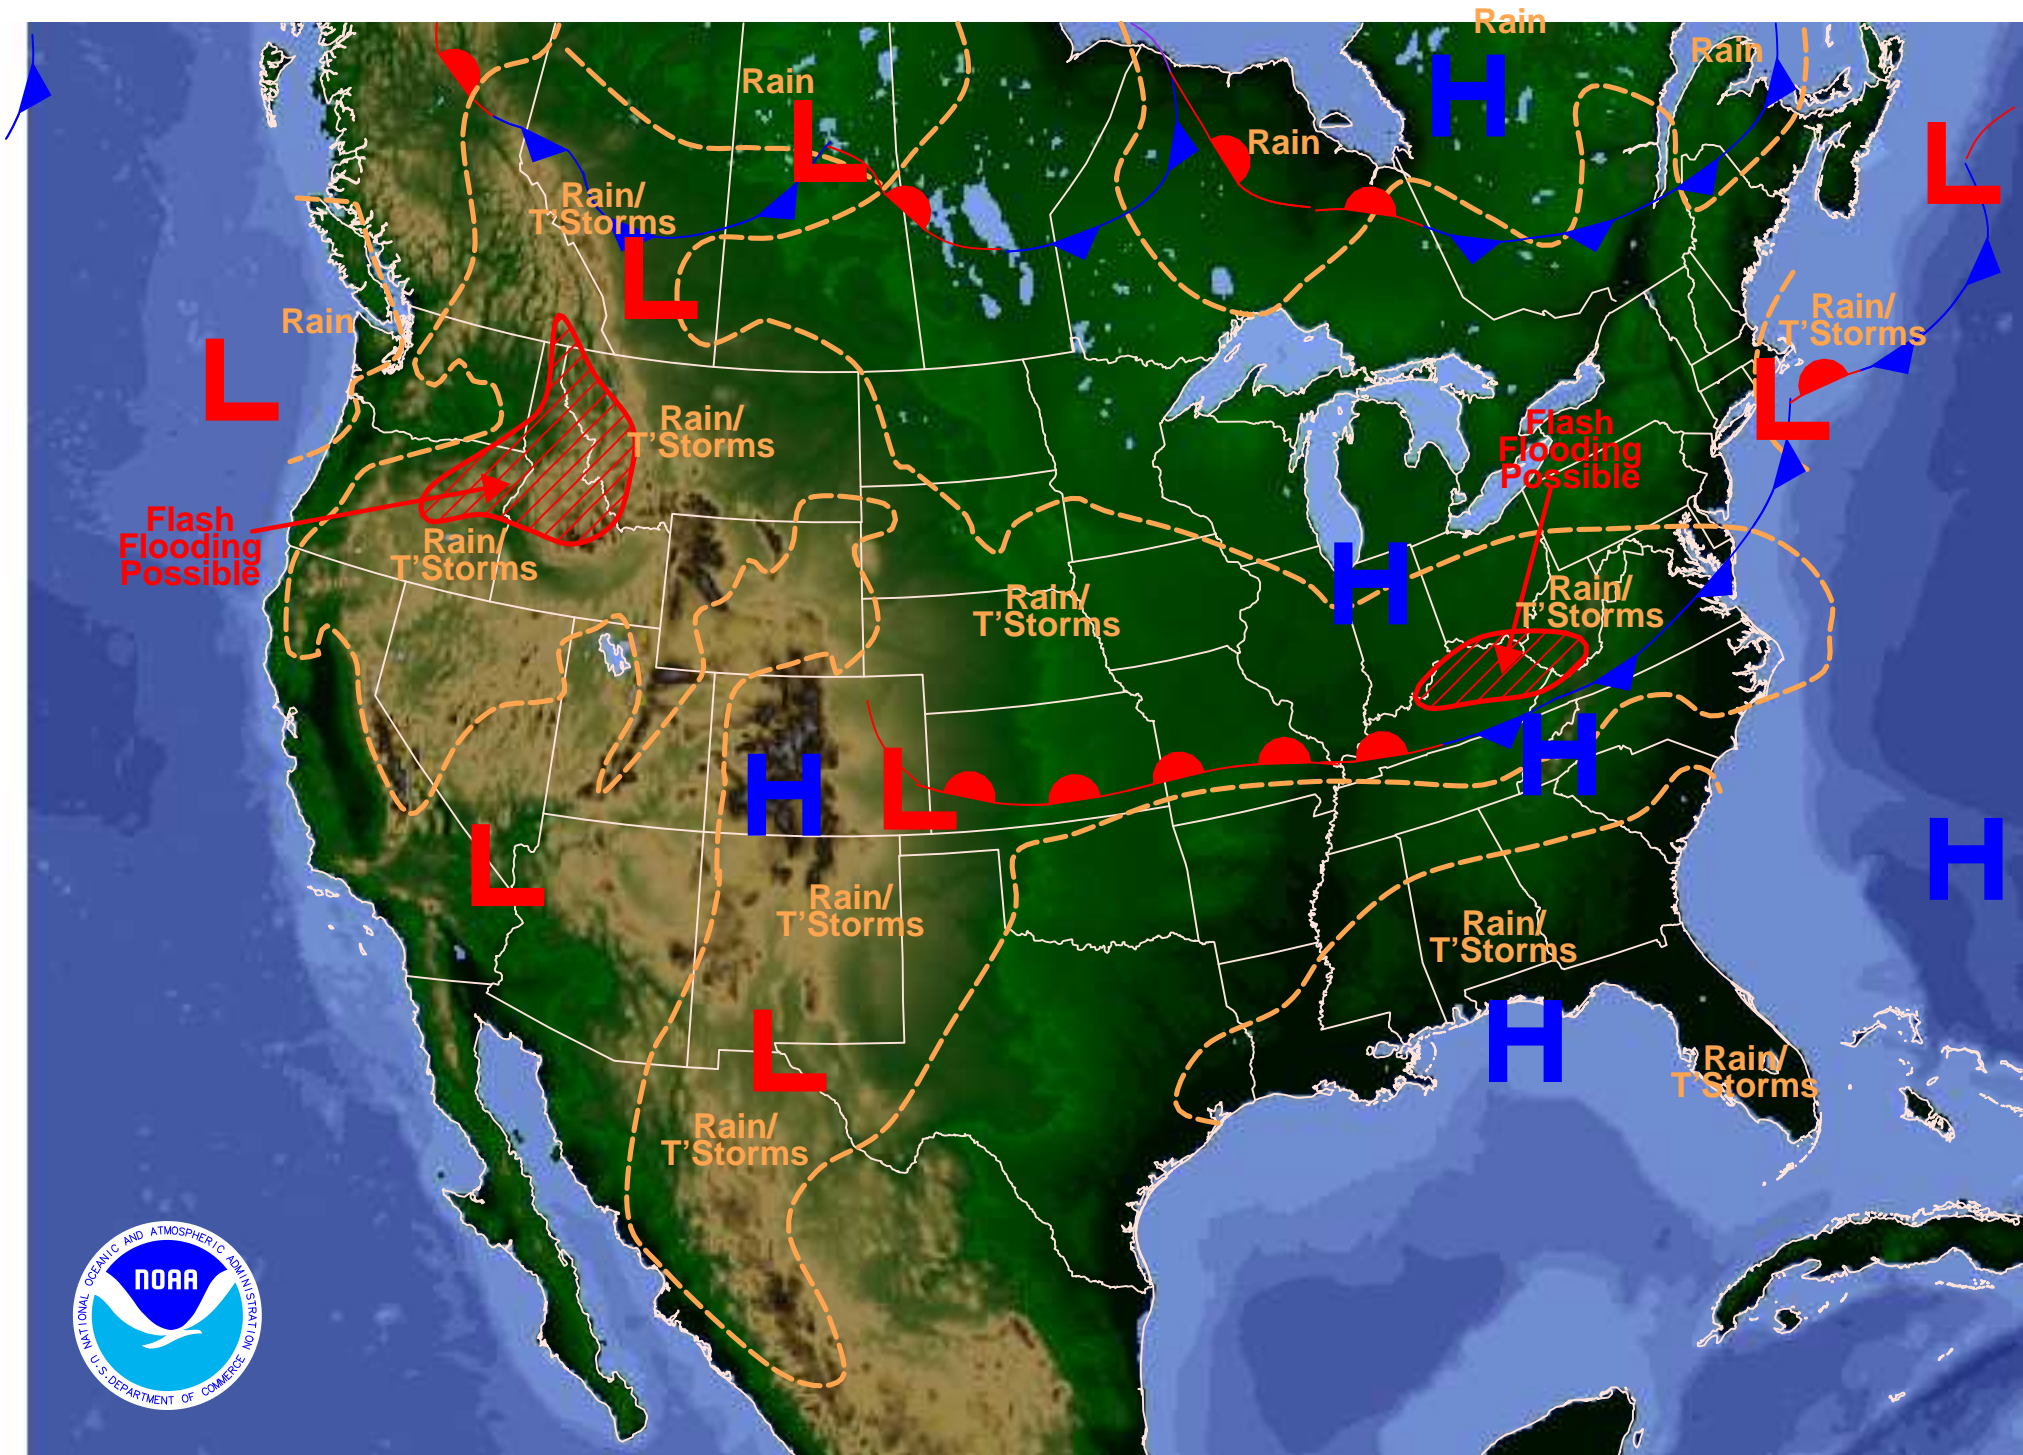 Rain
Rain
Rain
H
L
Rain
L
Rain/
T'Storms
L
Rain/
T'Storms
Rain
L
L
Rain/
T'Storms
Flash
Flooding
Possible
Flash
Flooding
Possible
Rain/
T'Storms
H
Rain/
T'Storms
Rain/
T'Storms
H
L
H
L
H
Rain/
T'Storms
Rain/
T'Storms
L
H
Rain/
T'Storms
Rain/
T'Storms
NATIONAL OCEANIC AND ATMOSPHERIC ADMINISTRATION
NOAA
U.S. DEPARTMENT OF COMMERCE